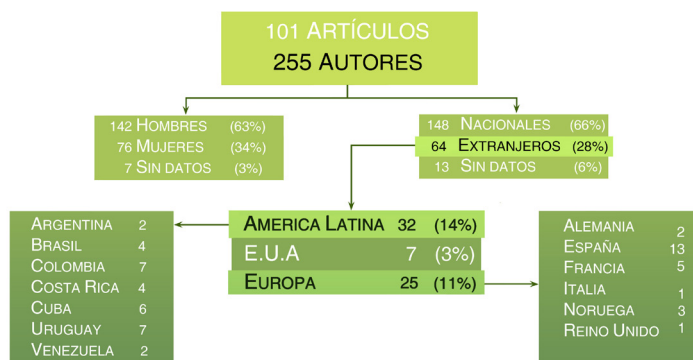 101 ARTÍCULOS
255 AUTORES
142 HOMBRES (63%)
76 MUJERES (34%)
7 SIN DATOS (3%)
148 NACIONALES (66%)
64 EXTRANJEROS (28%)
13 SIN DATOS (6%)
ARGENTINA 2
BRASIL 4
COLOMBIA 7
COSTA RICA 4
CUBA 6
URUGUAY 7
VENEZUELA 2
AMERICA LATINA 32 (14%)
E.U.A 7 (3%)
EUROPA 25 (11%)
ALEMANIA 2
ESPAÑA 13
FRANCIA 5
ITALIA 1
NORUEGA 3
REINO UNIDO 1